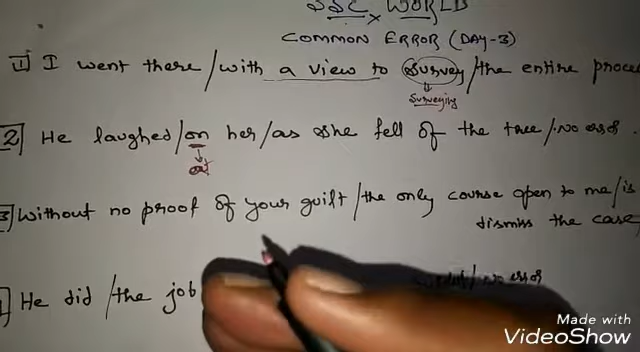 SSC WORLD
COMMON ERROR (DAY-3)
1) I went there / with a view to survey / the entire
Surveying
2) He laughed / on her / as she fell of the tree / No error.
at
3) Without no proof of your guilt / the only course open to me / is
dismiss the case
He did / the job / no error
Made with
VideoShow